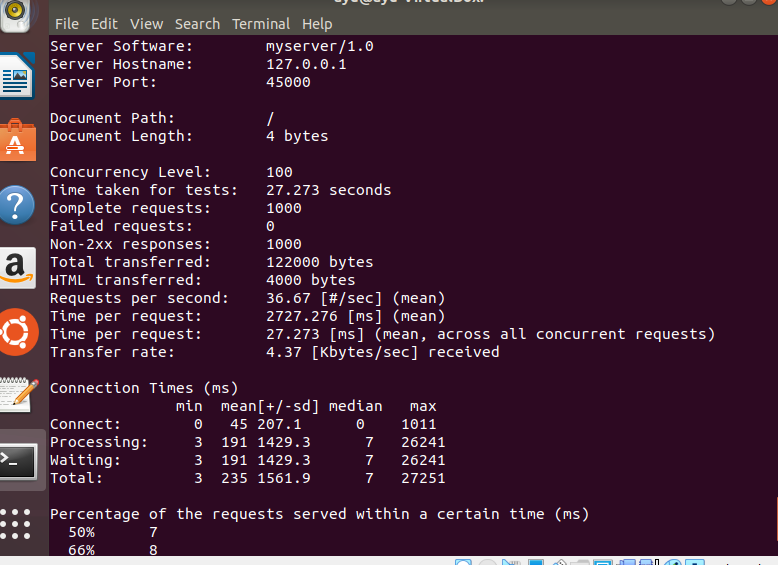 File Edit View Search Terminal Help
Server Software: myserver/1.0
Server Hostname: 127.0.0.1
Server Port: 45000
Document Path: /
Document Length: 4 bytes
Concurrency Level: 100
Time taken for tests: 27.273 seconds
Complete requests: 1000
Failed requests: 0
Non-2xx responses: 1000
Total transferred: 122000 bytes
HTML transferred: 4000 bytes
Requests per second: 36.67 [#/sec] (mean)
Time per request: 2727.276 [ms] (mean)
Time per request: 27.273 [ms] (mean, across all concurrent requests)
Transfer rate: 4.37 [Kbytes/sec] received
Connection Times (ms)
min mean[+/-sd] median max
Connect: 0 45 207.1 0 1011
Processing: 3 191 1429.3 7 26241
Waiting: 3 191 1429.3 7 26241
Total: 3 235 1561.9 7 27251
Percentage of the requests served within a certain time (ms)
50% 7
66% 8